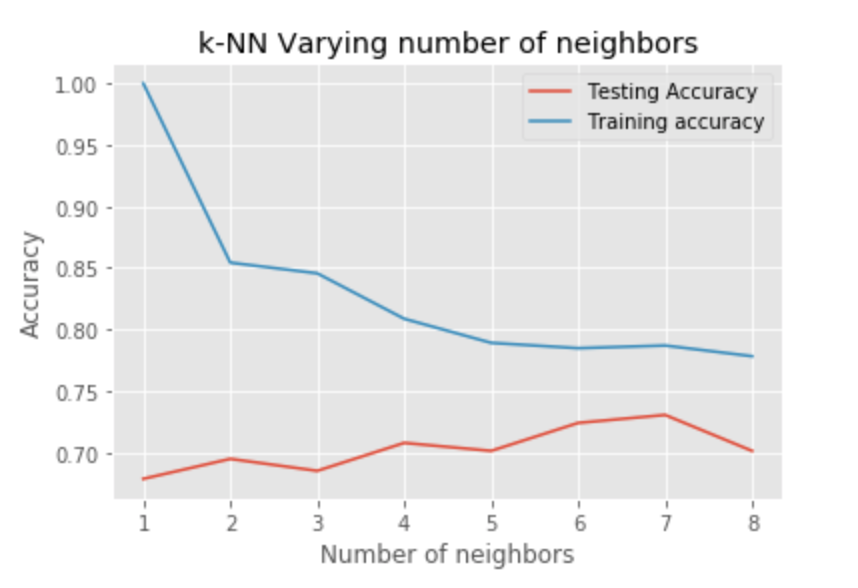 k-NN Varying number of neighbors
Testing Accuracy
Training accuracy
1.00
0.95
0.90
0.85
0.80
0.75
0.70
Accuracy
1 2 3 4 5 6 7 8
Number of neighbors